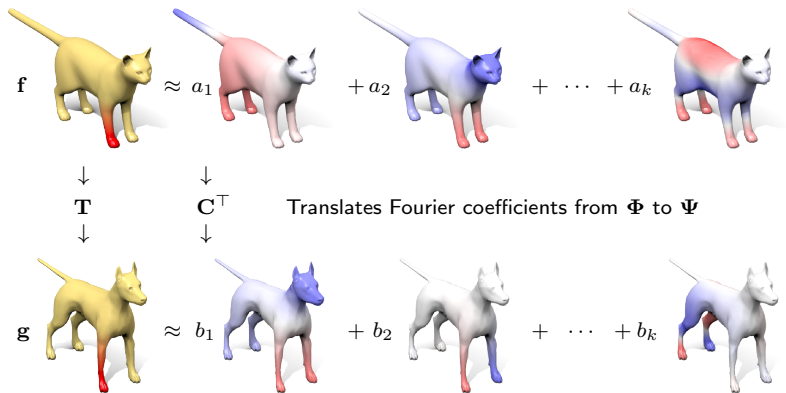 f ≈ a₁ + a₂ + ⋯ + aₖ
↓ ↓
T C⊤ Translates Fourier coefficients from Φ to Ψ
↓ ↓
g ≈ b₁ + b₂ + ⋯ + bₖ